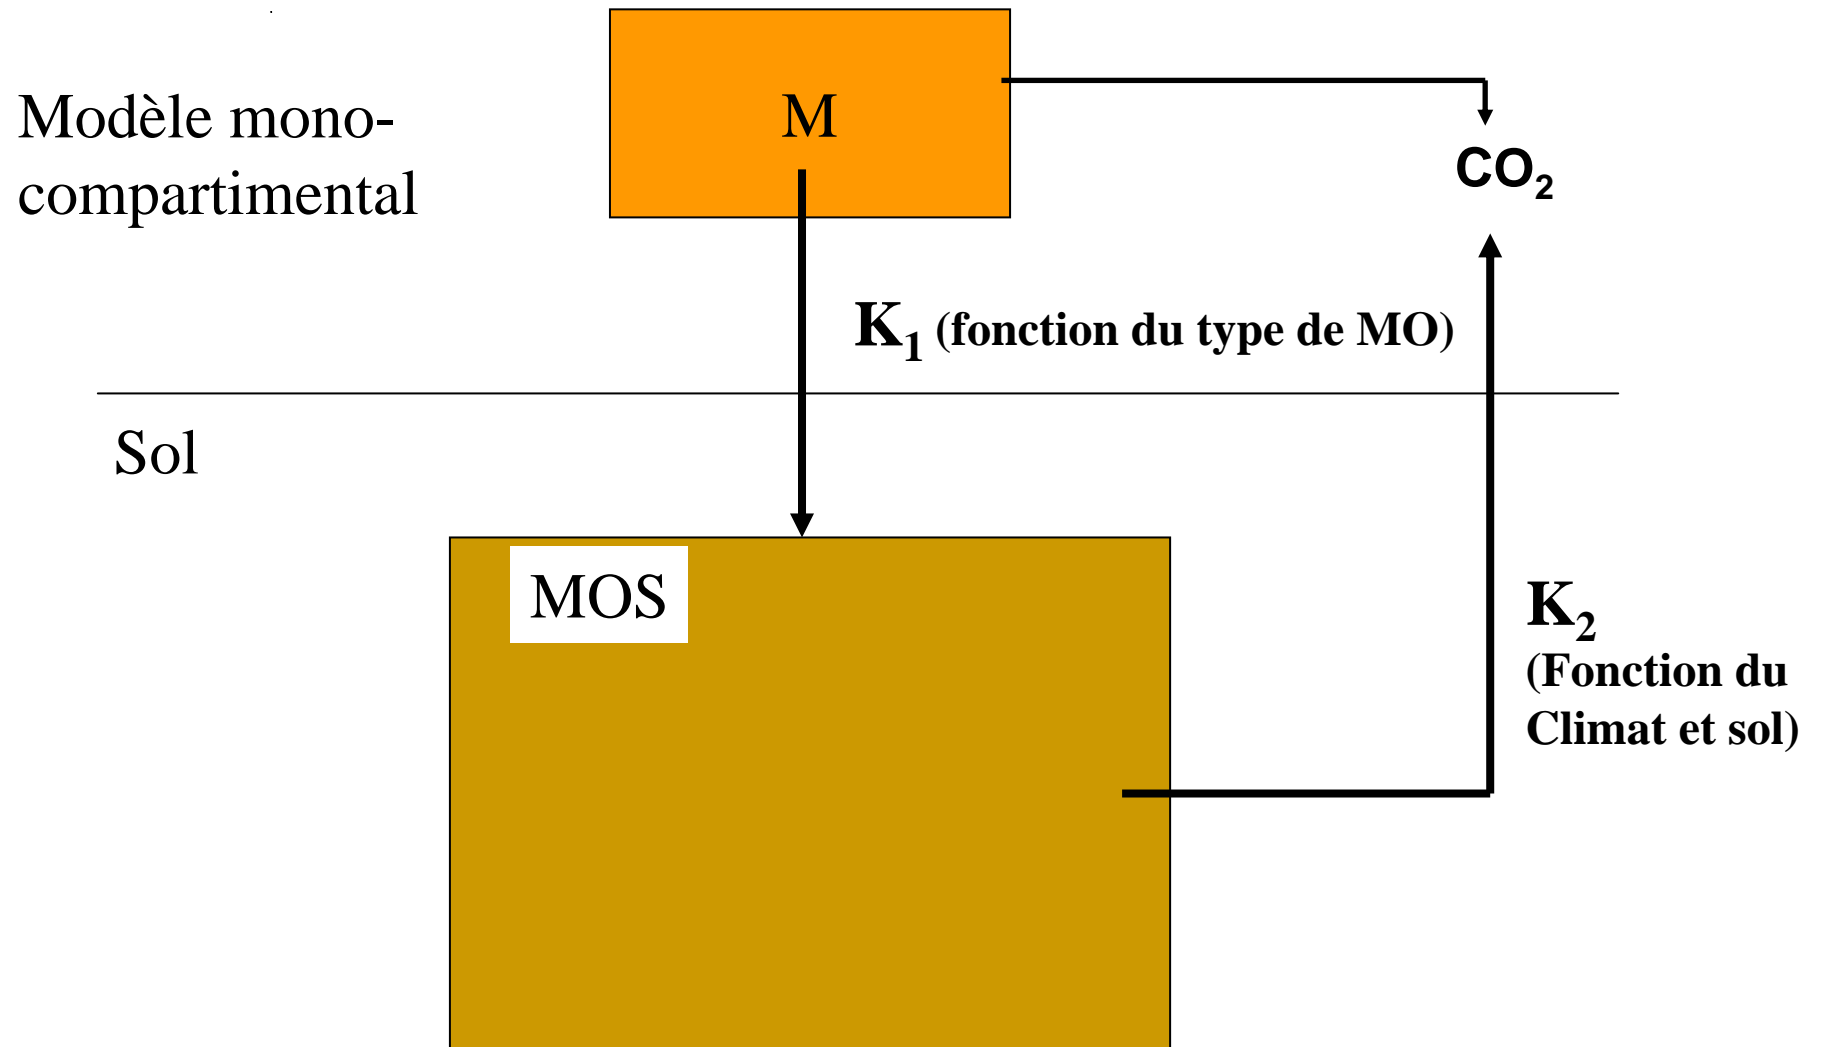 Modèle mono-
compartimental
M
CO₂
K₁ (fonction du type de MO)
Sol
MOS
K₂
(Fonction du
Climat et sol)